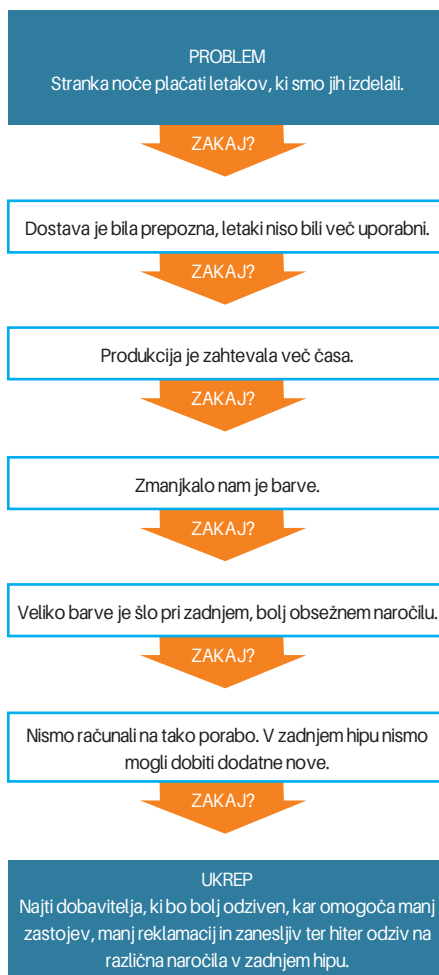 PROBLEM
Stranka noče plačati letakov, ki smo jih izdelali.
ZAKAJ?
Dostava je bila prepozna, letaki niso bili več uporabni.
ZAKAJ?
Produkcija je zahtevala več časa.
ZAKAJ?
Zmanjkalo nam je barve.
ZAKAJ?
Veliko barve je šlo pri zadnjem, bolj obsežnem naročilu.
ZAKAJ?
Nismo računali na tako porabo. V zadnjem hipu nismo
mogli dobiti dodatne nove.
ZAKAJ?
UKREP
Najti dobavitelja, ki bo bolj odziven, kar omogoča manj
zastojev, manj reklamacij in zanesljiv ter hiter odziv na
različna naročila v zadnjem hipu.